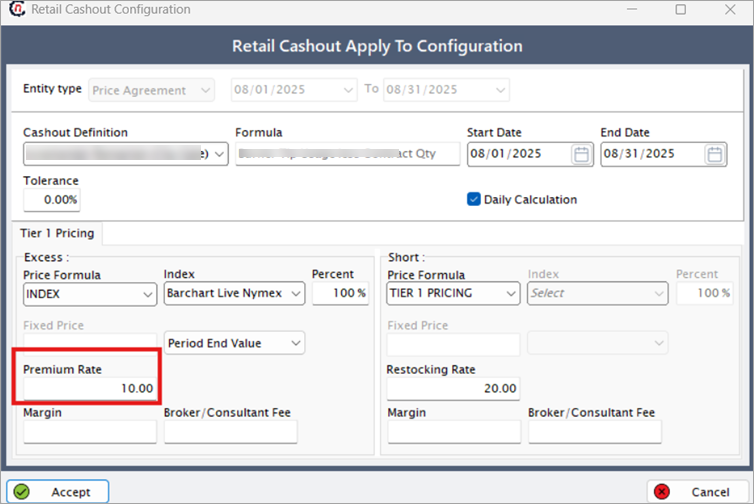 Retail Cashout Configuration
Retail Cashout Apply To Configuration
Entity type Price Agreement 08/01/2025 To 08/31/2025
Cashout Definition Formula Start Date End Date
Qty 08/01/2025 08/31/2025
Tolerance
0.00% Daily Calculation
Tier 1 Pricing
Excess : Short :
Price Formula Index Percent Price Formula Index Percent
INDEX Barchart Live Nymex 100 % TIER 1 PRICING Select 100 %
Fixed Price Fixed Price
Period End Value
Premium Rate Restocking Rate
10.00 20.00
Margin Broker/Consultant Fee Margin Broker/Consultant Fee
Accept Cancel